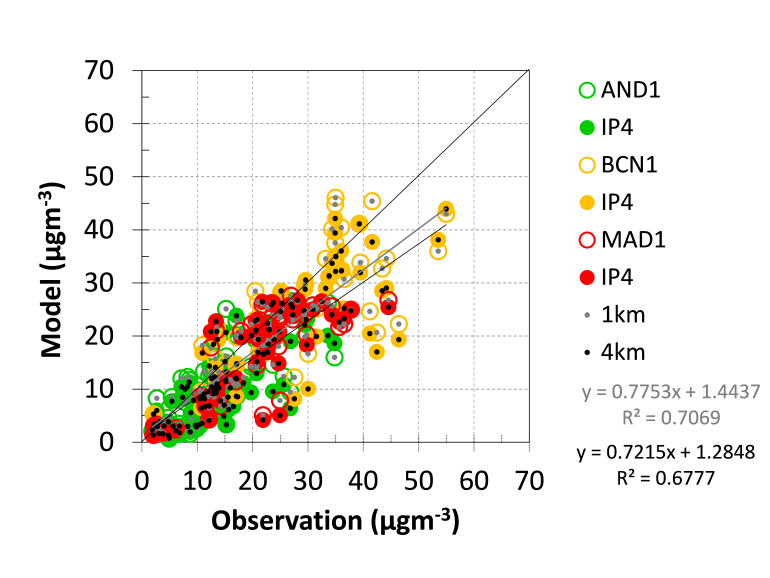 70
60
50
40
30
20
10
0
Model (µgm⁻³)
0 10 20 30 40 50 60 70
Observation (µgm⁻³)
AND1
IP4
BCN1
IP4
MAD1
IP4
1km
4km
y = 0.7753x + 1.4437
R² = 0.7069
y = 0.7215x + 1.2848
R² = 0.6777